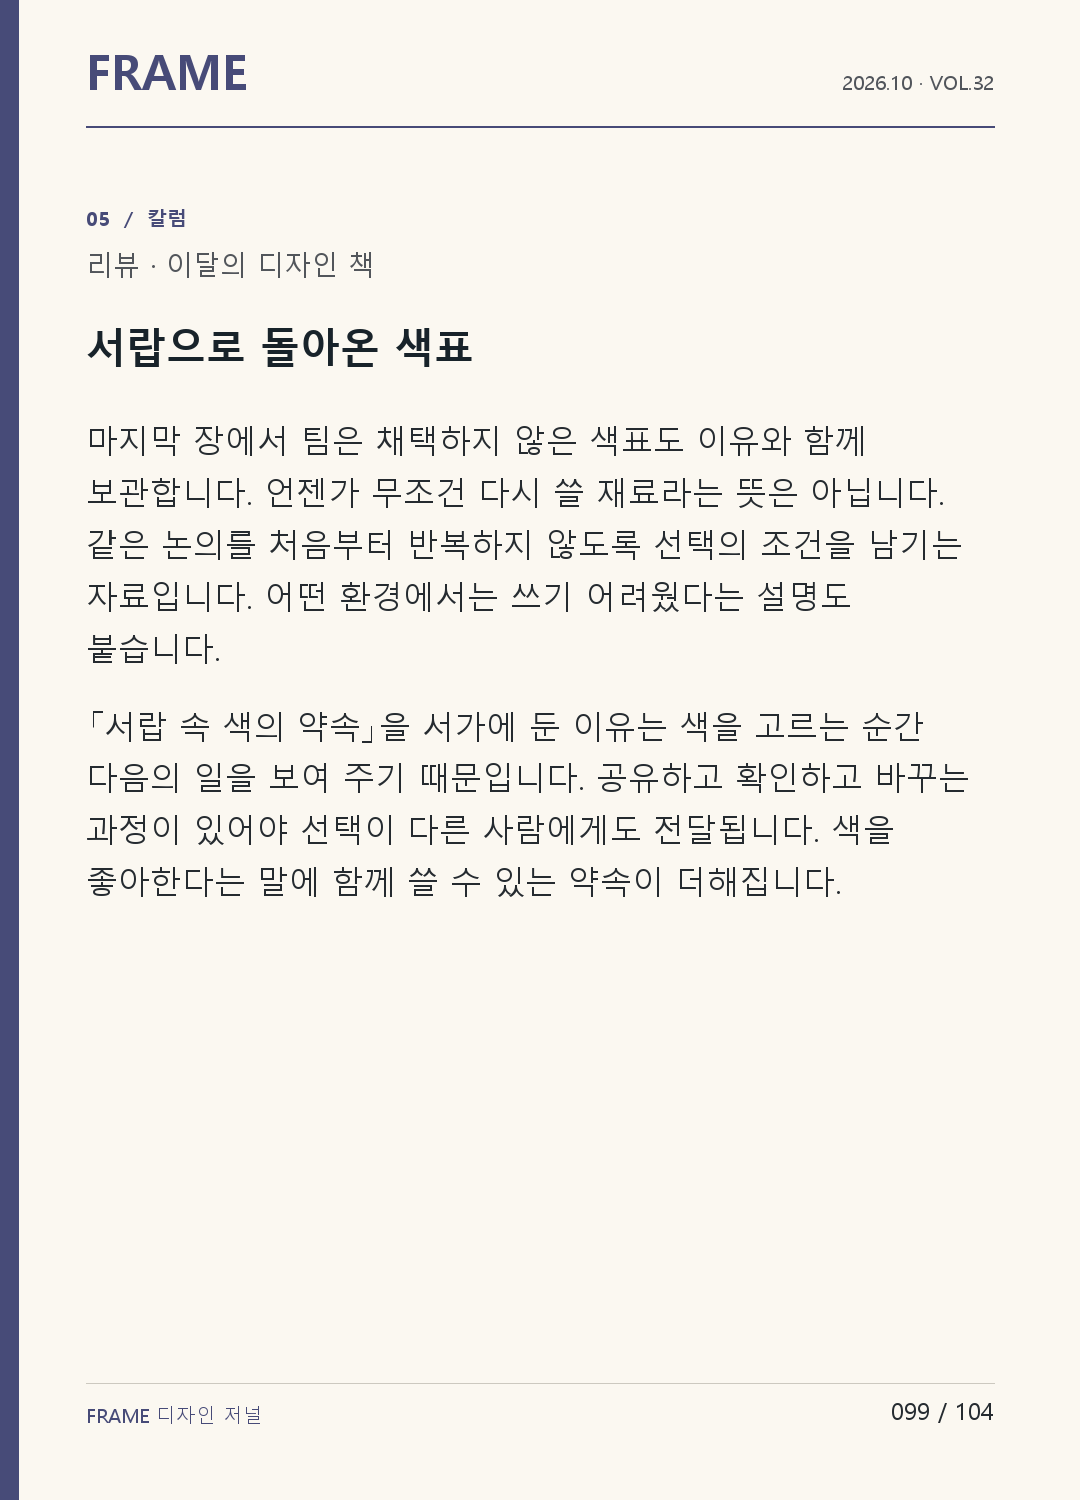 FRAME
2026.10 · VOL.32
05 / 칼럼
리뷰 · 이달의 디자인 책
서랍으로 돌아온 색표
마지막 장에서 팀은 채택하지 않은 색표도 이유와 함께
보관합니다. 언젠가 무조건 다시 쓸 재료라는 뜻은 아닙니다.
같은 논의를 처음부터 반복하지 않도록 선택의 조건을 남기는
자료입니다. 어떤 환경에서는 쓰기 어려웠다는 설명도
붙습니다.
「서랍 속 색의 약속」을 서가에 둔 이유는 색을 고르는 순간
다음의 일을 보여 주기 때문입니다. 공유하고 확인하고 바꾸는
과정이 있어야 선택이 다른 사람에게도 전달됩니다. 색을
좋아한다는 말에 함께 쓸 수 있는 약속이 더해집니다.
FRAME 디자인 저널
099 / 104